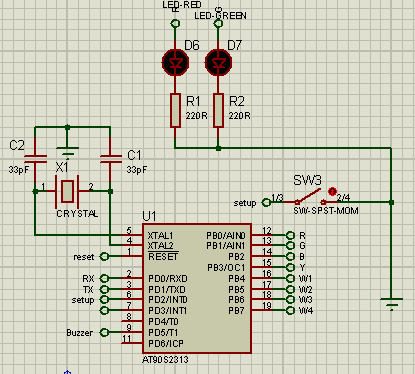 LED-RED
R
LED-GREEN
G
D6
D7
R1
R2
220R
220R
C2
C1
33pF
X1
33pF
1
2
CRYSTAL
SW3
setup
1/3
2/4
SW-SPST-MOM
U1
5
XTAL1
PB0/AIN0
12
R
4
XTAL2
PB1/AIN1
13
G
reset
1
RESET
PB2
14
B
PB3/OC1
15
Y
RX
2
PD0/RXD
PB4
16
W1
TX
3
PD1/TXD
PB5
17
W2
setup
6
PD2/INT0
PB6
18
W3
7
PD3/INT1
PB7
19
W4
8
PD4/T0
Buzzer
9
PD5/T1
11
PD6/ICP
AT90S2313